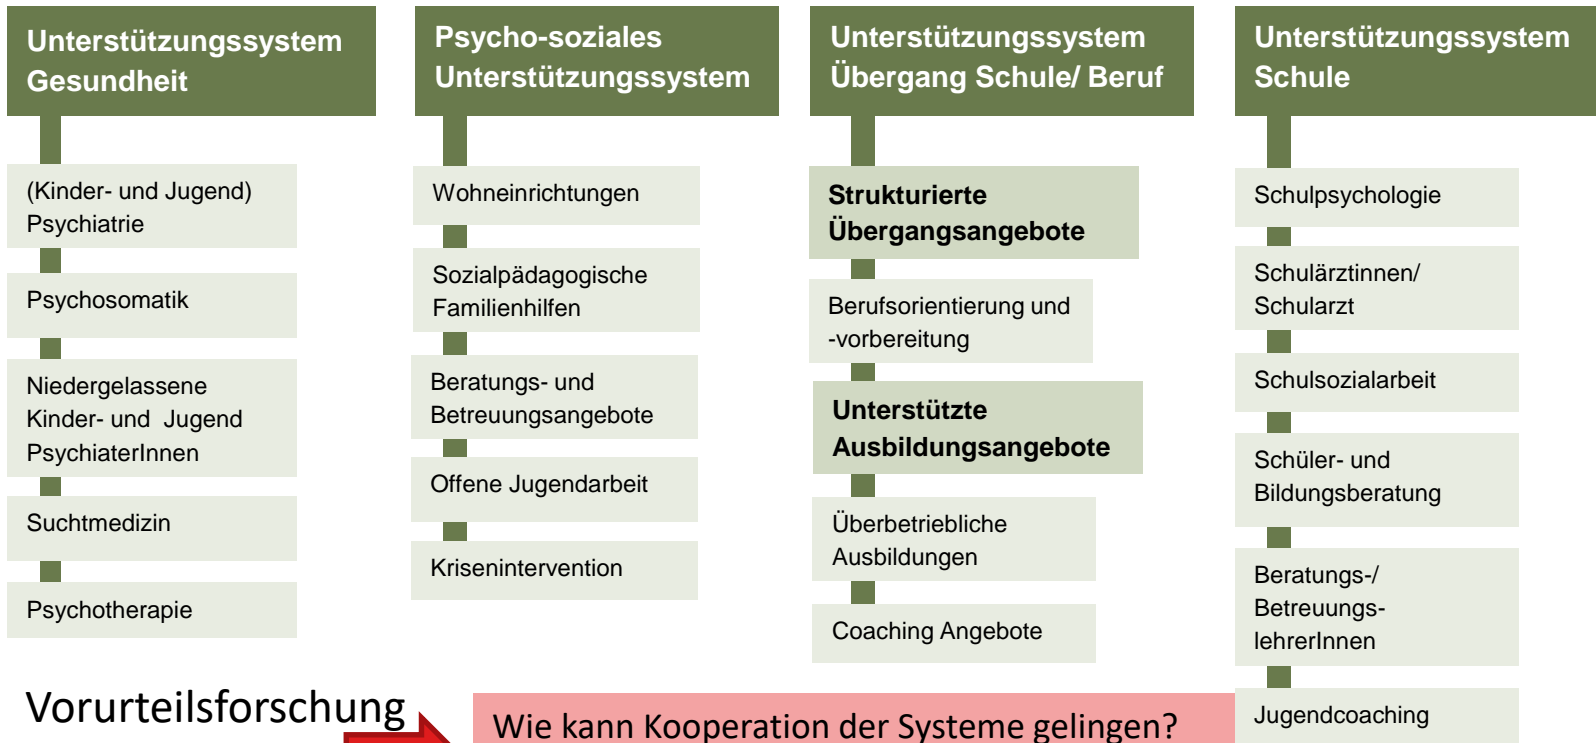 Unterstützungssystem
Gesundheit
(Kinder- und Jugend)
Psychiatrie
Psychosomatik
Niedergelassene
Kinder- und Jugend
PsychiaterInnen
Suchtmedizin
Psychotherapie
Psycho-soziales
Unterstützungssystem
Wohneinrichtungen
Sozialpädagogische
Familienhilfen
Beratungs- und
Betreuungsangebote
Offene Jugendarbeit
Krisenintervention
Unterstützungssystem
Übergang Schule/ Beruf
Strukturierte
Übergangsangebote
Berufsorientierung und
-vorbereitung
Unterstützte
Ausbildungsangebote
Überbetriebliche
Ausbildungen
Coaching Angebote
Unterstützungssystem
Schule
Schulpsychologie
Schulärztinnen/
Schularzt
Schulsozialarbeit
Schüler- und
Bildungsberatung
Beratungs-/
Betreuungs-
lehrerInnen
Jugendcoaching
Vorurteilsforschung
Wie kann Kooperation der Systeme gelingen?